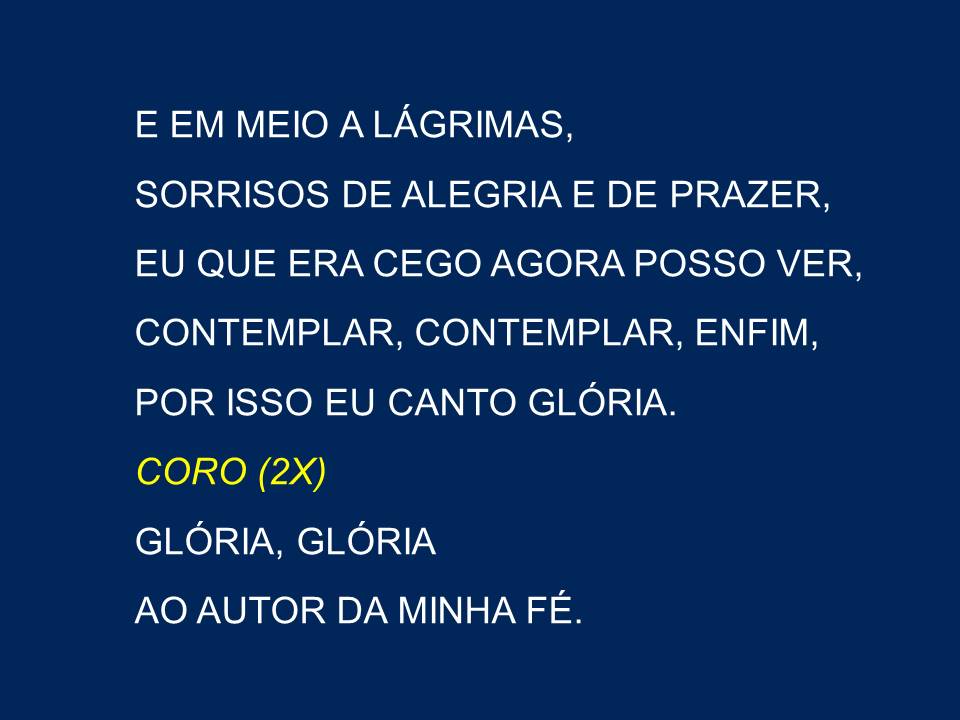 E EM MEIO A LÁGRIMAS,
SORRISOS DE ALEGRIA E DE PRAZER,
EU QUE ERA CEGO AGORA POSSO VER,
CONTEMPLAR, CONTEMPLAR, ENFIM,
POR ISSO EU CANTO GLÓRIA.
CORO (2X)
GLÓRIA, GLÓRIA
AO AUTOR DA MINHA FÉ.